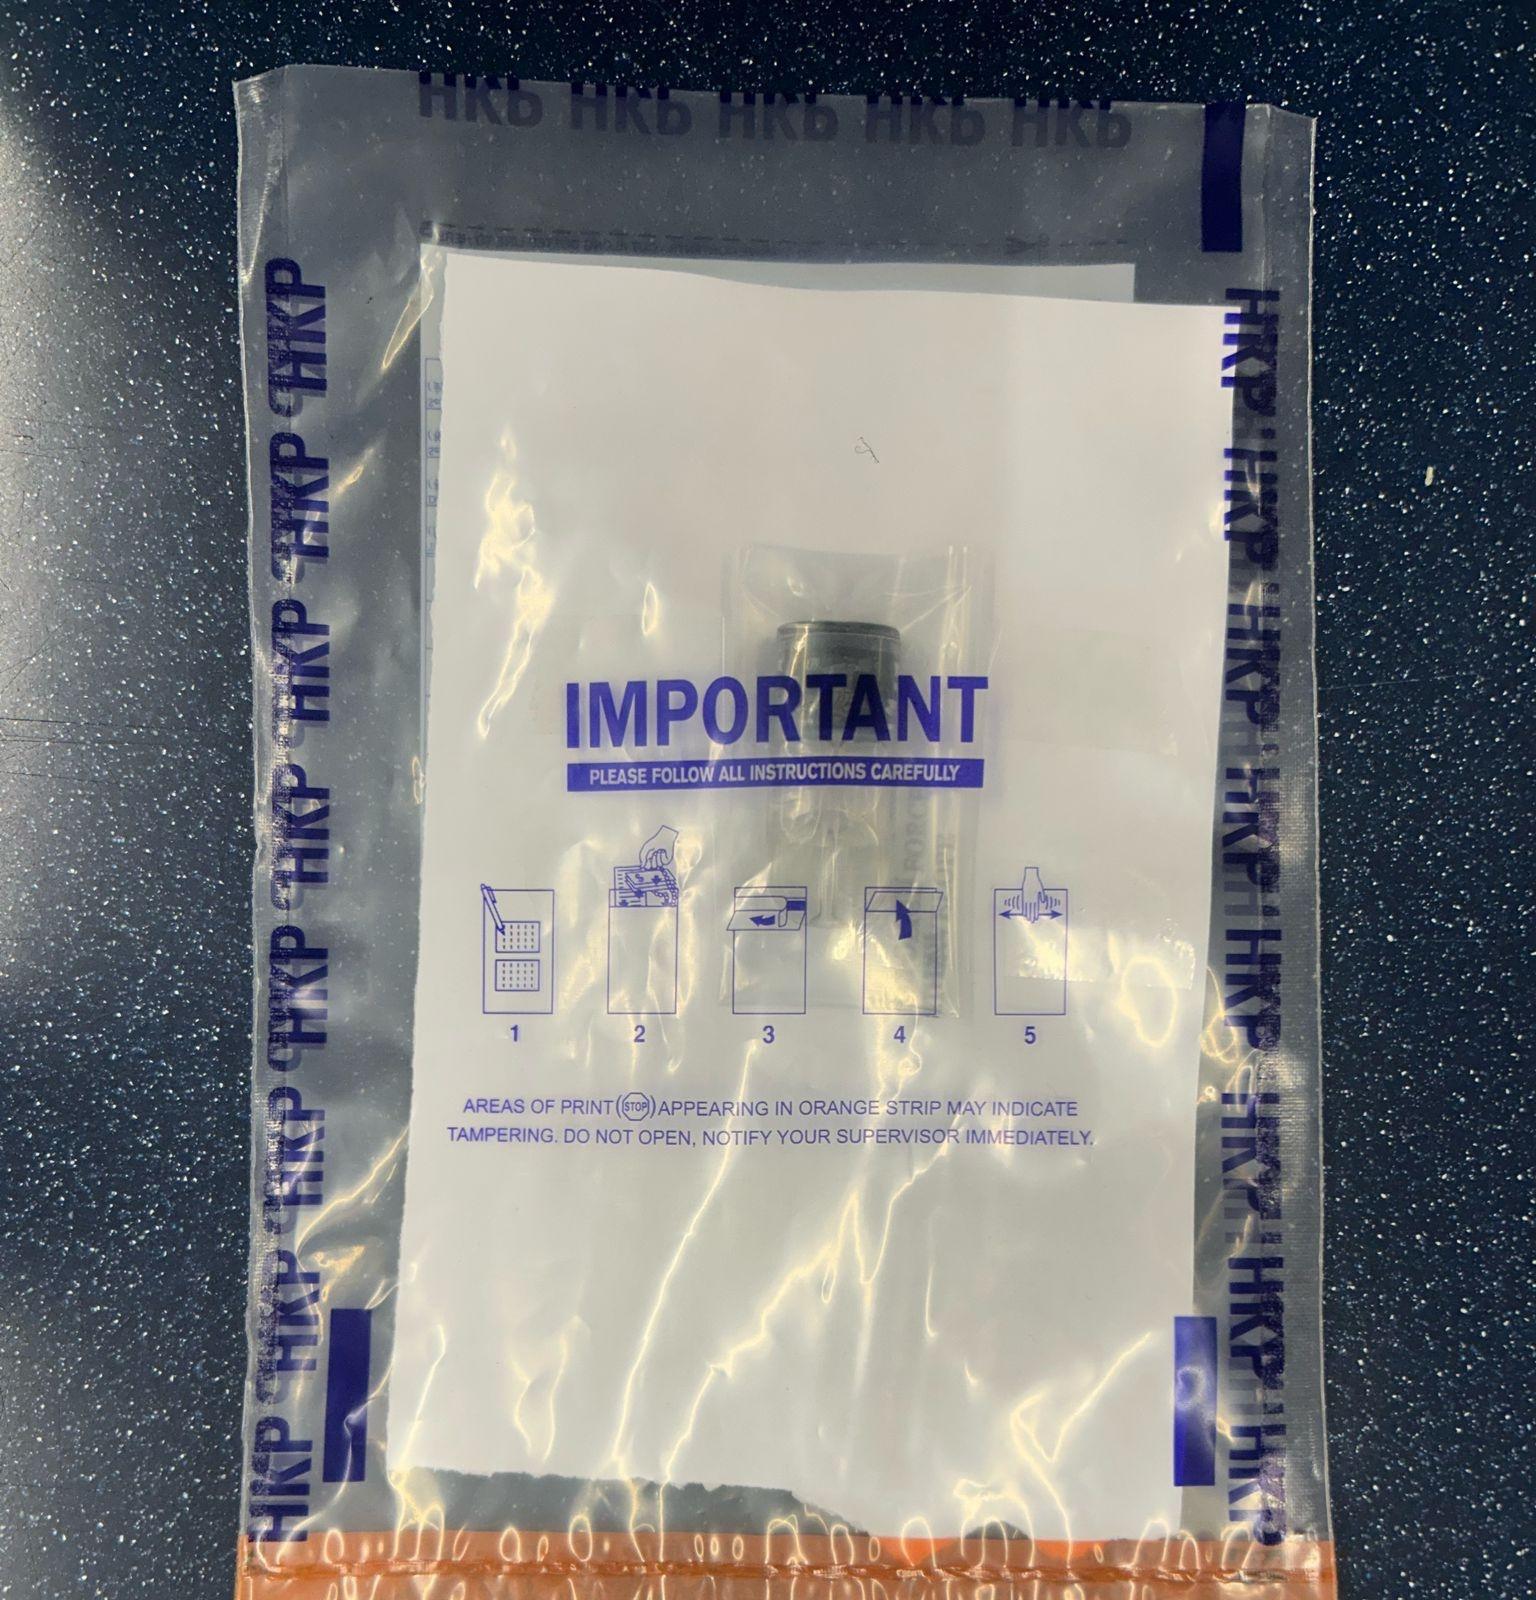 HKP HKP HKP HKP HKP
IMPORTANT
PLEASE FOLLOW ALL INSTRUCTIONS CAREFULLY
1 2 3 4 5
AREAS OF PRINT (STOP) APPEARING IN ORANGE STRIP MAY INDICATE
TAMPERING. DO NOT OPEN, NOTIFY YOUR SUPERVISOR IMMEDIATELY.
HKP HKP HKP HKP HKP HKP HKP HKP
HKP HKP HKP HKP HKP HKP HKP HKP